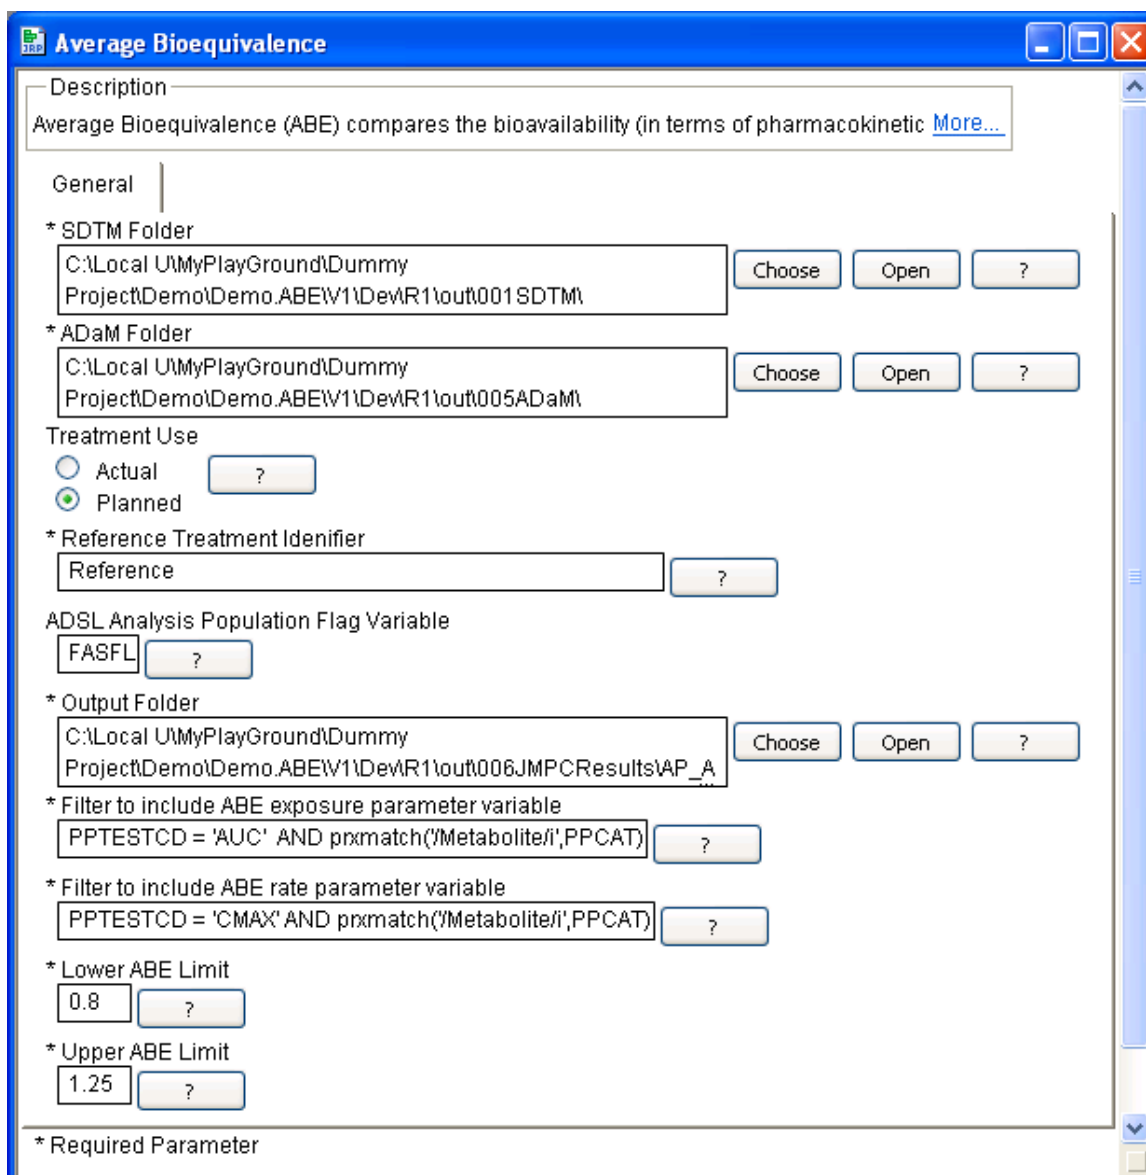 JRP Average Bioequivalence
Description
Average Bioequivalence (ABE) compares the bioavailability (in terms of pharmacokinetic More...
General
* SDTM Folder
C:\Local U\MyPlayGround\Dummy
Project\Demo\Demo.ABE\V1\Dev\R1\out\001SDTM\
Choose Open ?
* ADaM Folder
C:\Local U\MyPlayGround\Dummy
Project\Demo\Demo.ABE\V1\Dev\R1\out\005ADaM\
Choose Open ?
Treatment Use
Actual ?
Planned
* Reference Treatment Idenifier
Reference ?
ADSL Analysis Population Flag Variable
FASFL ?
* Output Folder
C:\Local U\MyPlayGround\Dummy
Project\Demo\Demo.ABE\V1\Dev\R1\out\006JMPCResults\AP_A
...
Choose Open ?
* Filter to include ABE exposure parameter variable
PPTESTCD = 'AUC' AND prxmatch('/Metabolite/i',PPCAT) ?
* Filter to include ABE rate parameter variable
PPTESTCD = 'CMAX' AND prxmatch('/Metabolite/i',PPCAT) ?
* Lower ABE Limit
0.8 ?
* Upper ABE Limit
1.25 ?
* Required Parameter